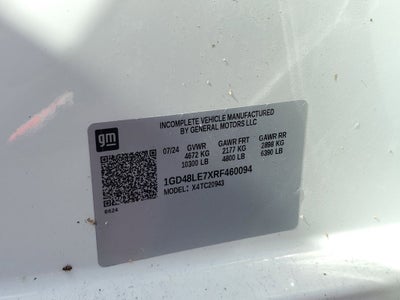 gm
INCOMPLETE VEHICLE MANUFACTURED
BY GENERAL MOTORS LLC
07/24 GVWR GAWR FRT GAWR RR
4672 KG 2177 KG 2898 KG
10300 LB 4800 LB 6390 LB
1GD48LE7XRF460094
MODEL: X4TC20943
B624